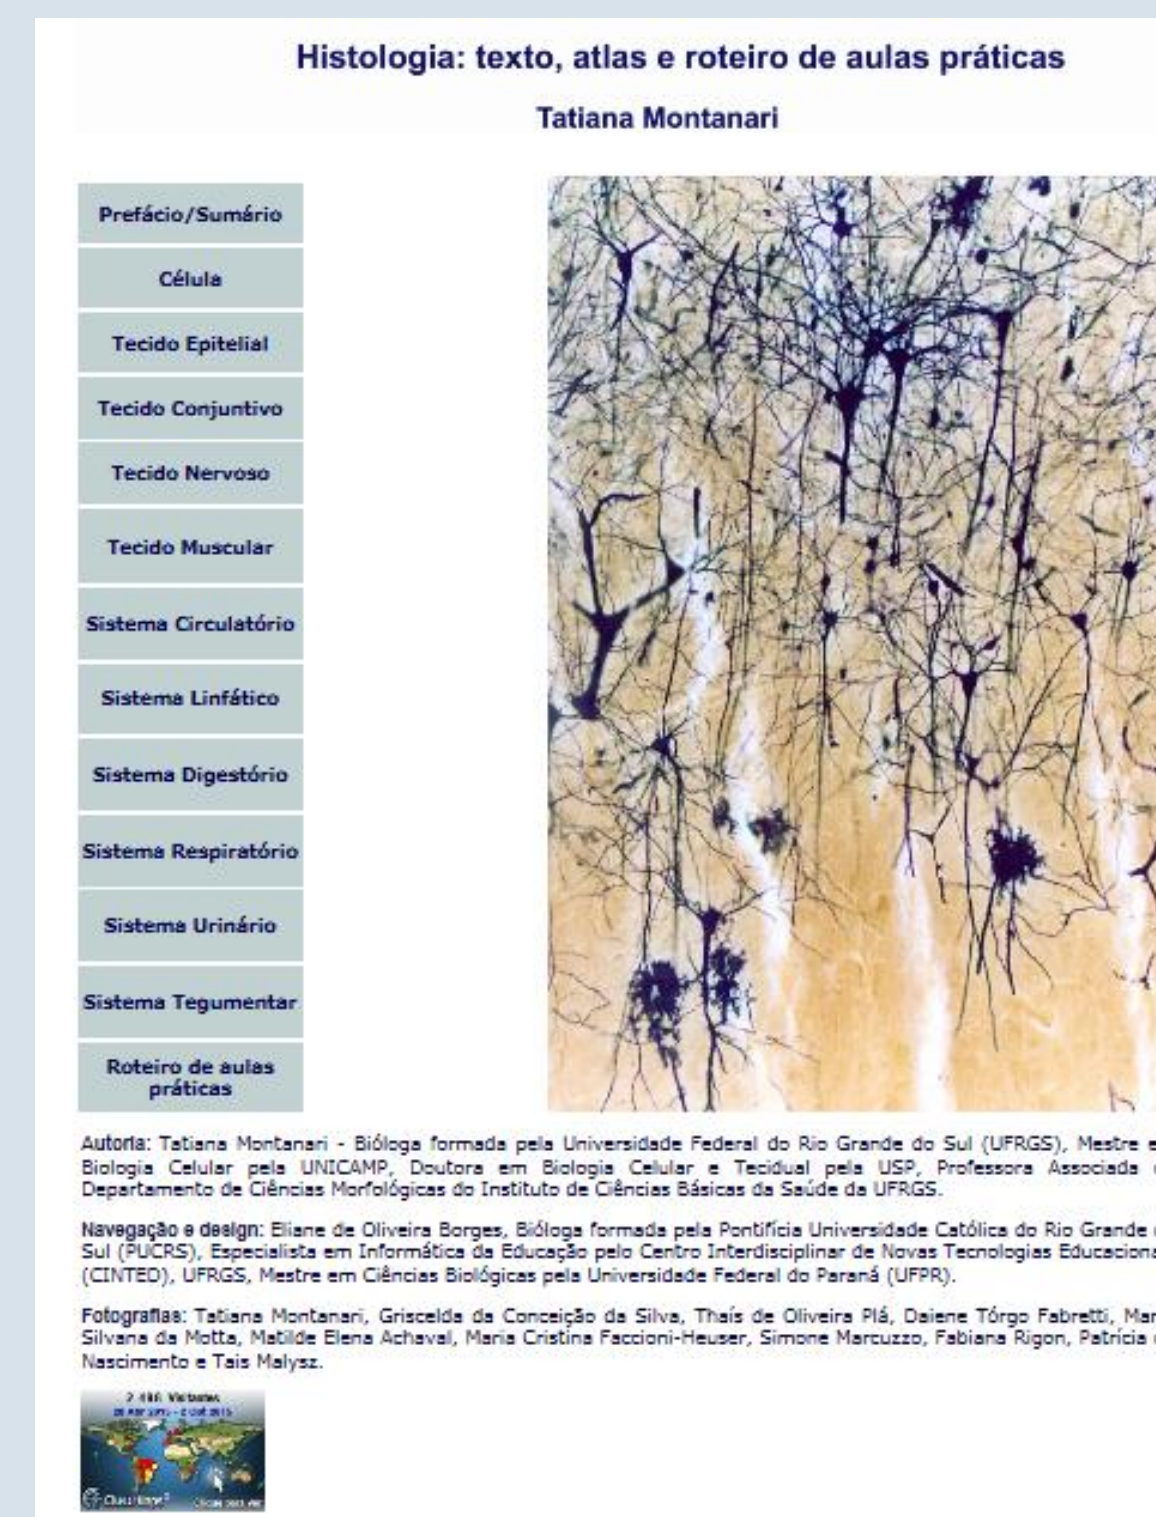 Histologia: texto, atlas e roteiro de aulas práticas
Tatiana Montanari
Prefácio/Sumário
Célula
Tecido Epitelial
Tecido Conjuntivo
Tecido Nervoso
Tecido Muscular
Sistema Circulatório
Sistema Linfático
Sistema Digestório
Sistema Respiratório
Sistema Urinário
Sistema Tegumentar
Roteiro de aulas
práticas
Autoria: Tatiana Montanari - Bióloga formada pela Universidade Federal do Rio Grande do Sul (UFRGS), Mestre e
Biologia Celular pela UNICAMP, Doutora em Biologia Celular e Tecidual pela USP, Professora Associada
Departamento de Ciências Morfológicas do Instituto de Ciências Básicas da Saúde da UFRGS.
Navegação e design: Eliane de Oliveira Borges, Bióloga formada pela Pontifícia Universidade Católica do Rio Grande
Sul (PUCRS), Especialista em Informática da Educação pelo Centro Interdisciplinar de Novas Tecnologias Educaciona
(CINTED), UFRGS, Mestre em Ciências Biológicas pela Universidade Federal do Paraná (UFPR).
Fotografias: Tatiana Montanari, Griscelda da Conceição da Silva, Thaís de Oliveira Plá, Daiene Tórgo Fabretti, Mar
Silvana da Motta, Matilde Elena Achaval, Maria Cristina Faccioni-Heuser, Simone Marcuzzo, Fabiana Rigon, Patrícia
Nascimento e Tais Malysz.
Visitantes